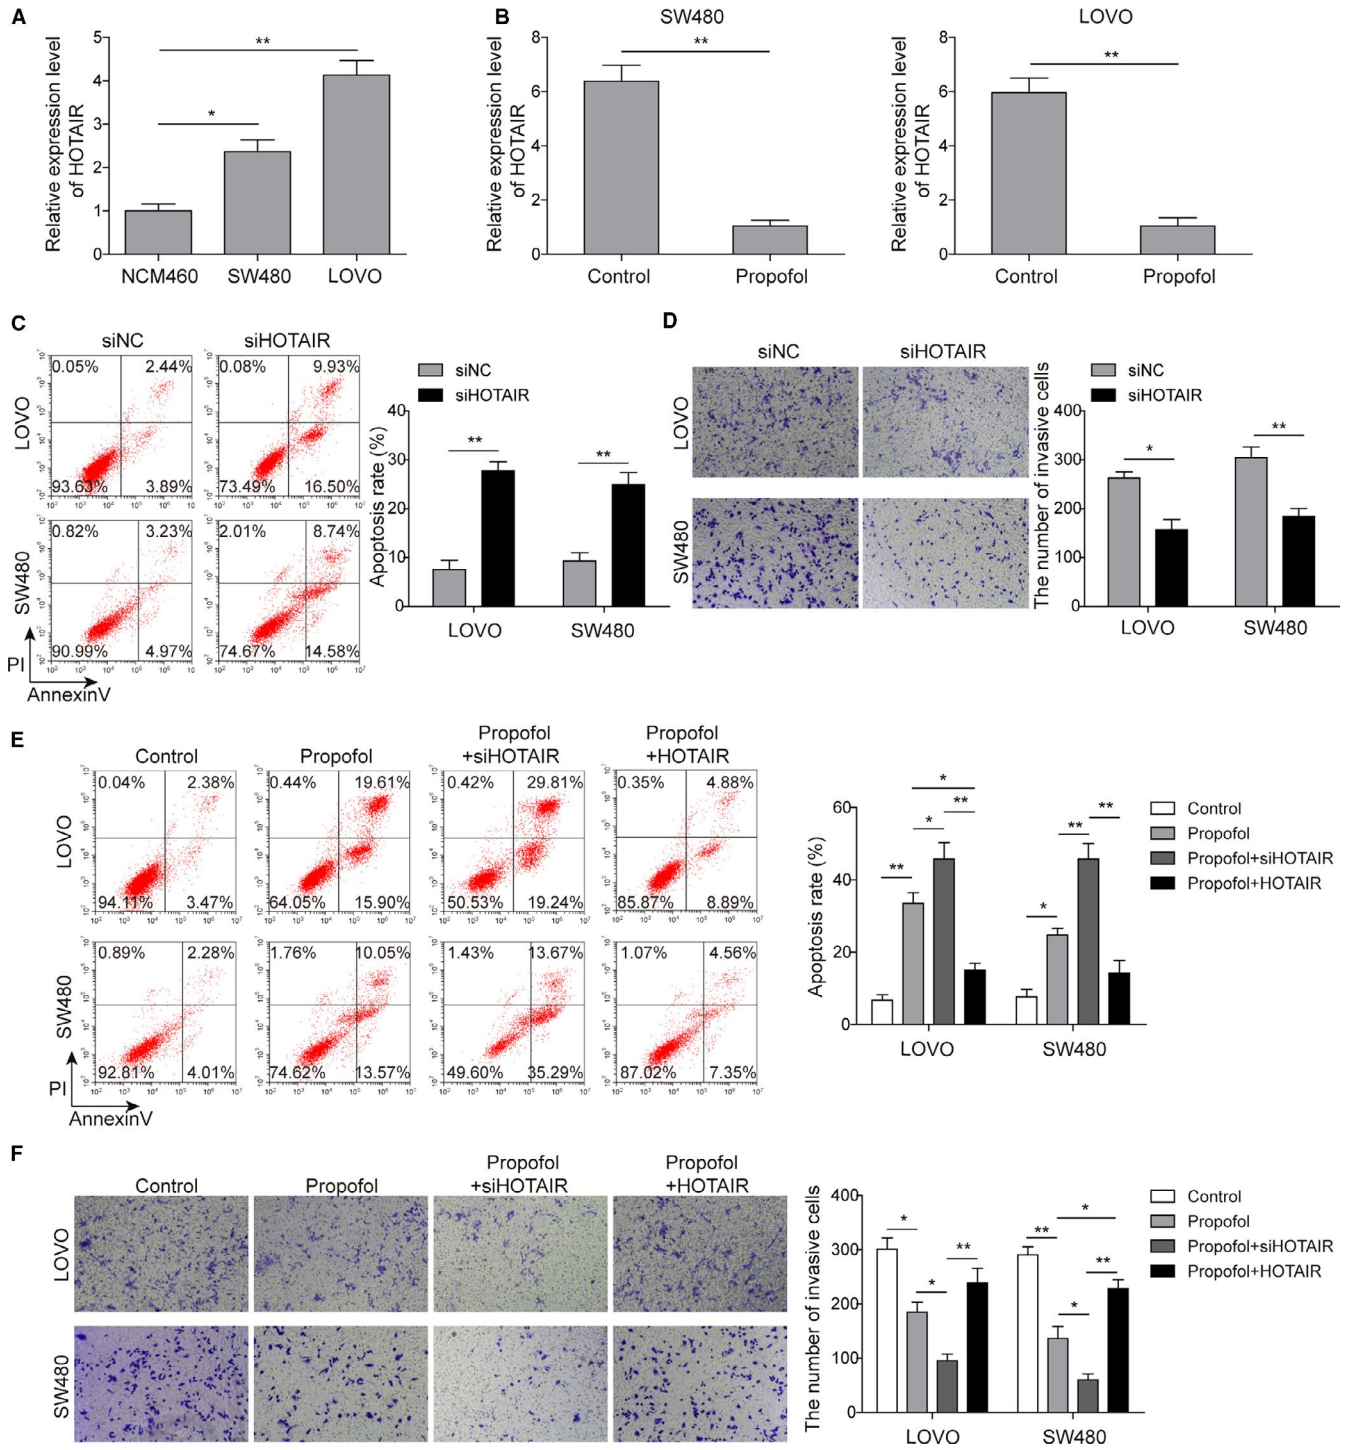 A
Relative expression level
of HOTAIR
5
4
3
2
1
0
**
*
NCM460 SW480 LOVO
B
SW480
Relative expression level
of HOTAIR
8
6
4
2
0
**
Control Propofol
LOVO
Relative expression level
of HOTAIR
8
6
4
2
0
**
Control Propofol
C
siNC siHOTAIR
LOVO
0.05% 2.44%
93.63% 3.89%
0.08% 9.93%
73.49% 16.50%
SW480
0.82% 3.23%
90.99% 4.97%
2.01% 8.74%
74.67% 14.58%
PI
AnnexinV
siNC
siHOTAIR
Apoptosis rate (%)
40
30
20
10
0
** **
LOVO SW480
D
siNC siHOTAIR
LOVO
SW480
siNC
siHOTAIR
The number of invasive cells
400
300
200
100
0
* **
LOVO SW480
E
Control Propofol Propofol
+siHOTAIR Propofol
+HOTAIR
LOVO
0.04% 2.38%
94.11% 3.47%
0.44% 19.61%
64.05% 15.90%
0.42% 29.81%
50.53% 19.24%
0.35% 4.88%
85.87% 8.89%
SW480
0.89% 2.28%
92.81% 4.01%
1.76% 10.05%
74.62% 13.57%
1.43% 13.67%
49.60% 35.29%
1.07% 4.56%
87.02% 7.35%
PI
AnnexinV
Apoptosis rate (%)
60
40
20
0
** * ** *
* ** **
LOVO SW480
Control
Propofol
Propofol+siHOTAIR
Propofol+HOTAIR
F
Control Propofol Propofol
+siHOTAIR Propofol
+HOTAIR
LOVO
SW480
The number of invasive cells
400
300
200
100
0
* * **
** * ** *
LOVO SW480
Control
Propofol
Propofol+siHOTAIR
Propofol+HOTAIR